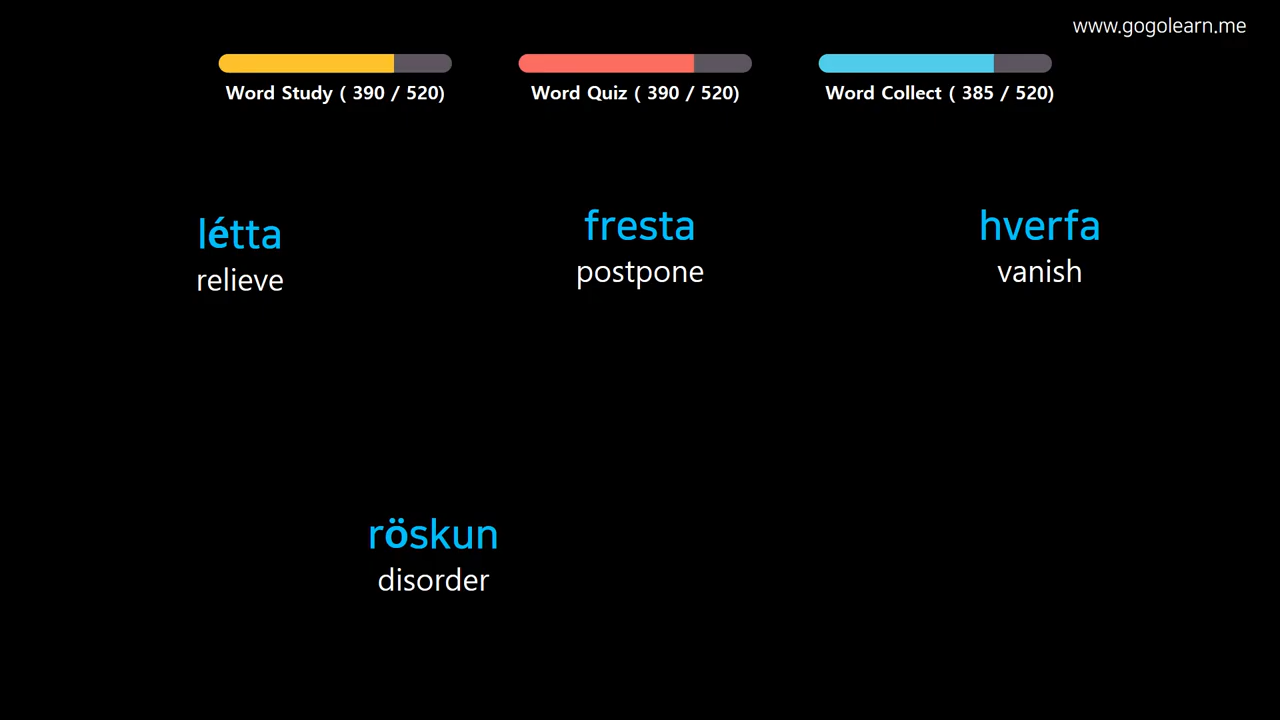 www.gogolearn.me
Word Study ( 390 / 520)
Word Quiz ( 390 / 520)
Word Collect ( 385 / 520)
létta
relieve
fresta
postpone
hverfa
vanish
röskun
disorder